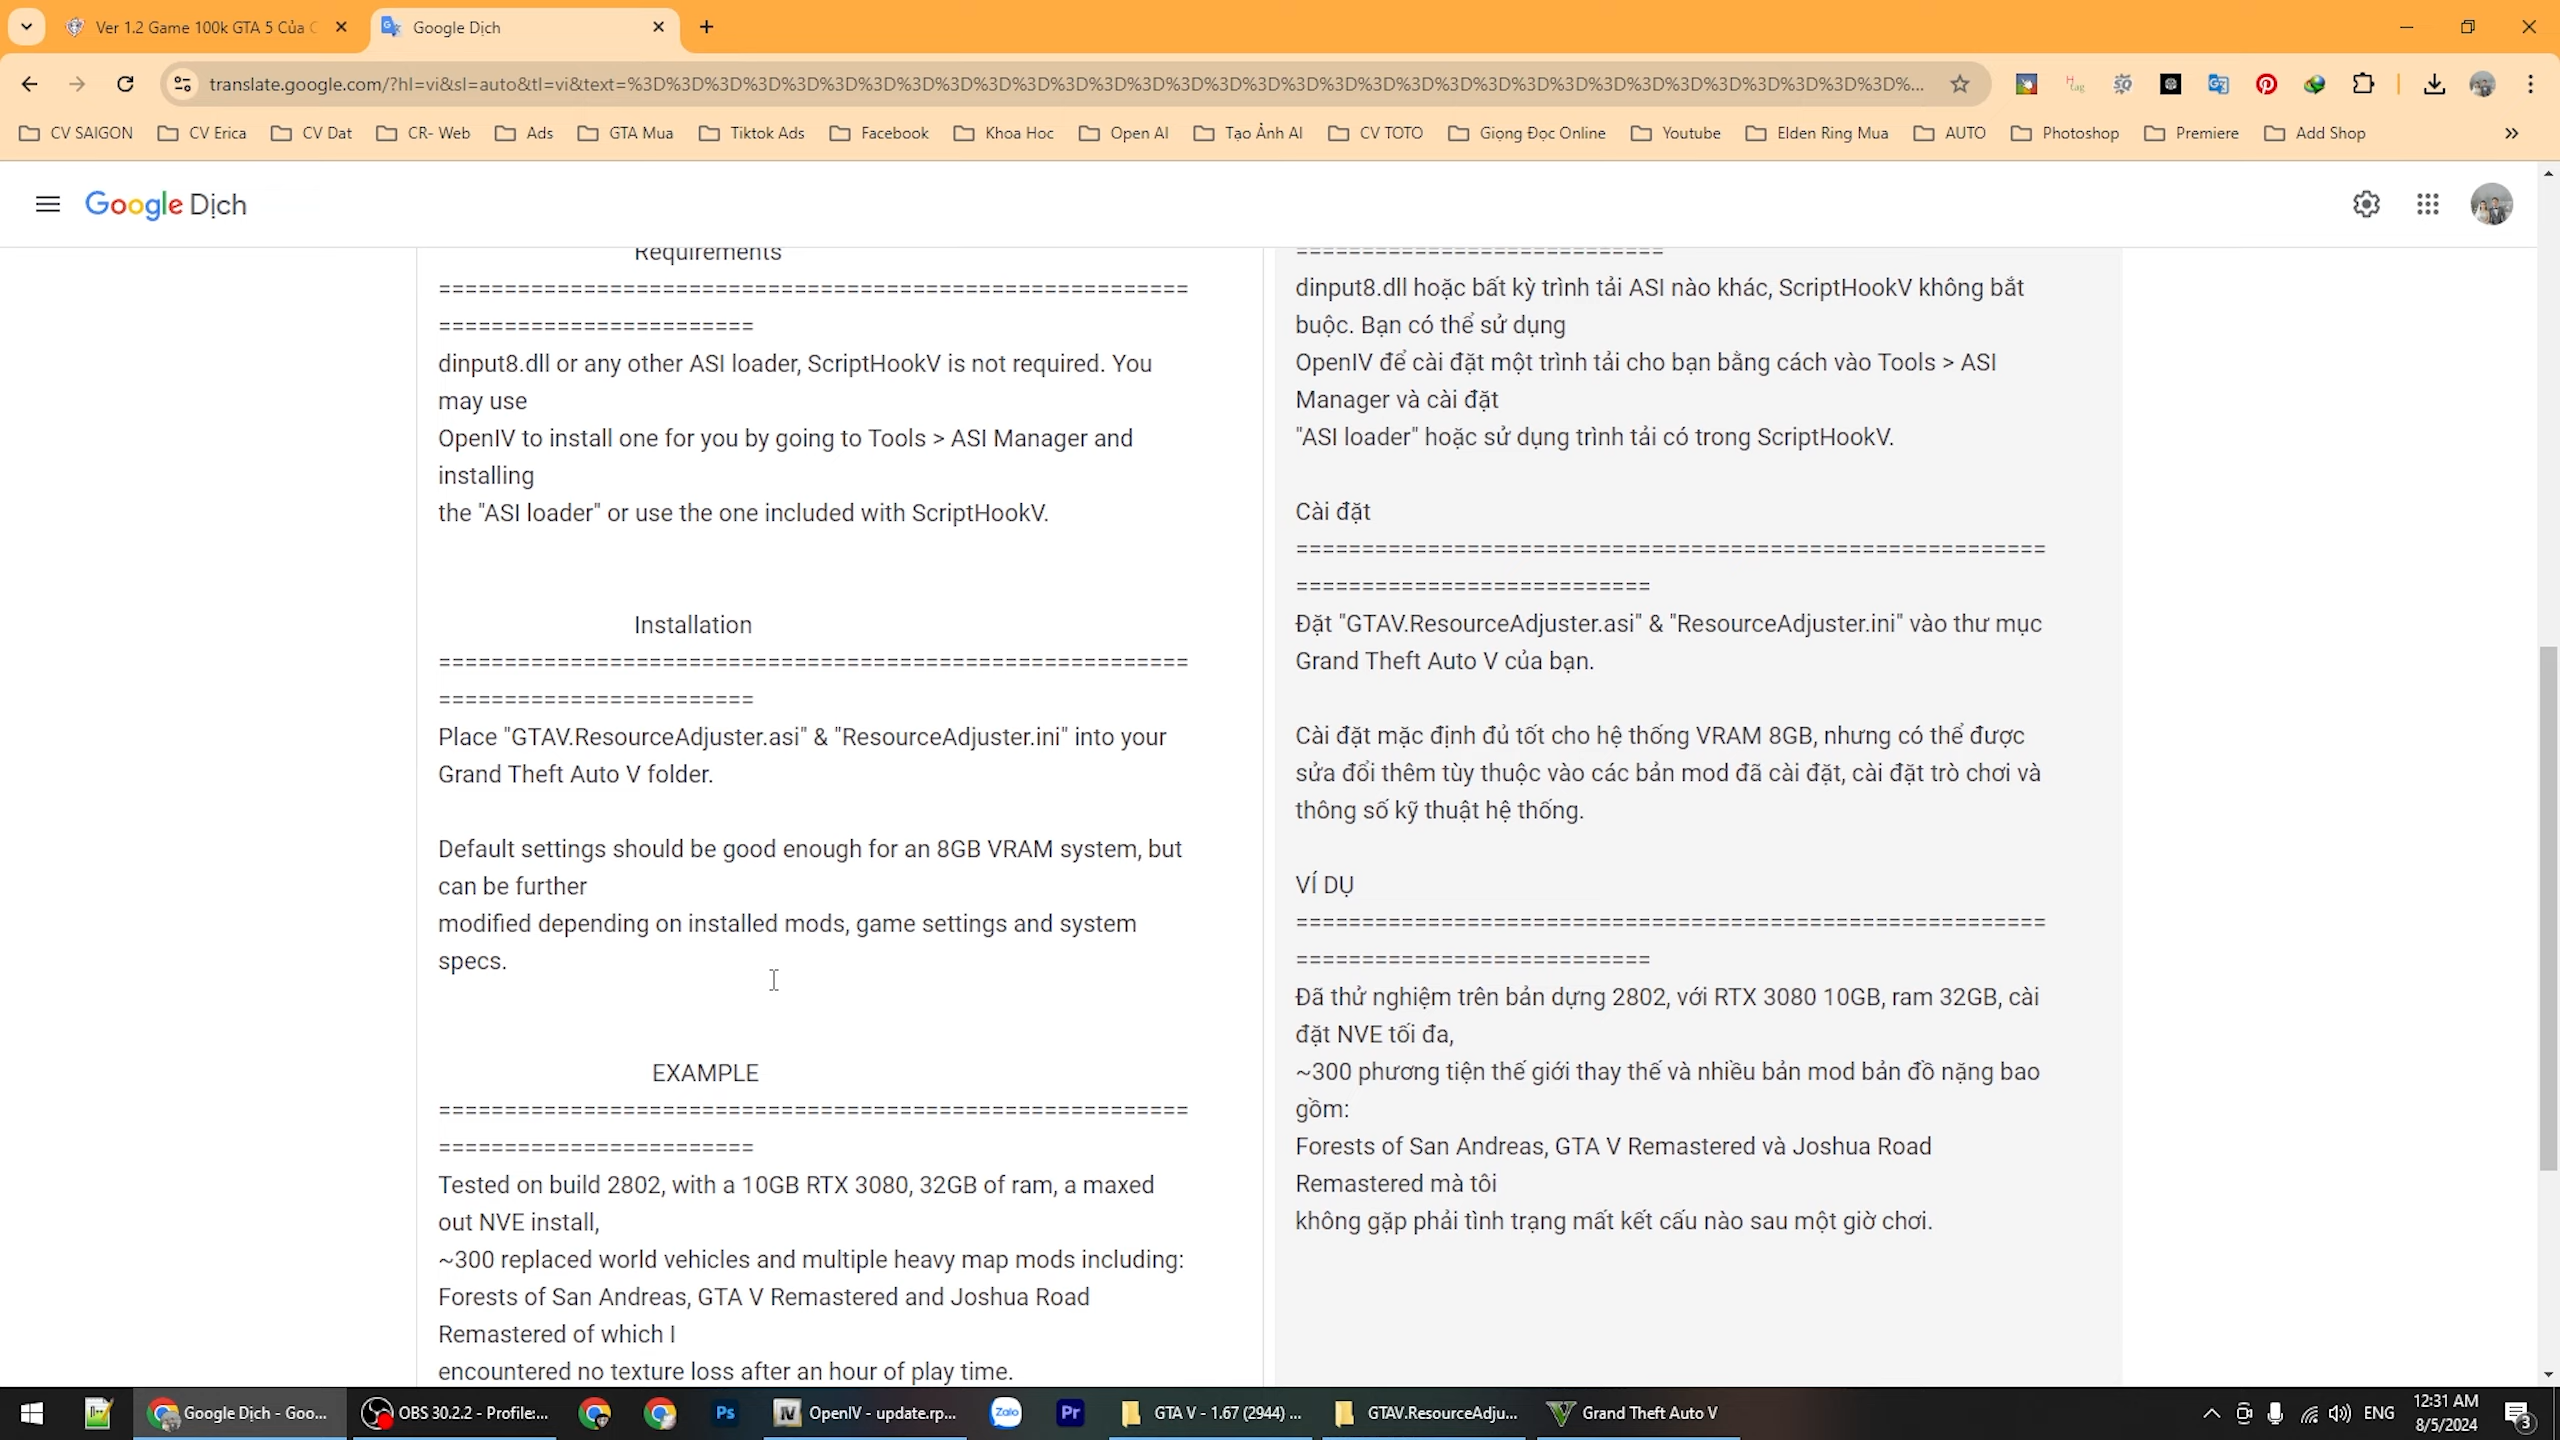 Ver 1.2 Game 100k GTA 5 Của C
Google Dịch
translate.google.com/?hl=vi&sl=auto&tl=vi&text=%3D%3D%3D%3D%3D%3D%3D%3D%3D%3D%3D%3D%3D%3D%3D%3D%3D%3D%3D%3D%3D%3D%3D%3D%3D%3D%3D%3D%3D%3D%3D%3D%3D%3D%...
CV SAIGON
CV Erica
CV Dat
CR- Web
Ads
GTA Mua
Tiktok Ads
Facebook
Khoa Hoc
Open AI
Tạo Ảnh AI
CV TOTO
Giọng Đọc Online
Youtube
Elden Ring Mua
AUTO
Photoshop
Premiere
Add Shop
Google Dịch
Requirements
=========================================================
========================
dinput8.dll or any other ASI loader, ScriptHookV is not required. You
may use
OpenIV to install one for you by going to Tools > ASI Manager and
installing
the "ASI loader" or use the one included with ScriptHookV.
Installation
=========================================================
========================
Place "GTAV.ResourceAdjuster.asi" & "ResourceAdjuster.ini" into your
Grand Theft Auto V folder.
Default settings should be good enough for an 8GB VRAM system, but
can be further
modified depending on installed mods, game settings and system
specs.
EXAMPLE
=========================================================
========================
Tested on build 2802, with a 10GB RTX 3080, 32GB of ram, a maxed
out NVE install,
~300 replaced world vehicles and multiple heavy map mods including:
Forests of San Andreas, GTA V Remastered and Joshua Road
Remastered of which I
encountered no texture loss after an hour of play time.
============================
dinput8.dll hoặc bất kỳ trình tải ASI nào khác, ScriptHookV không bắt
buộc. Bạn có thể sử dụng
OpenIV để cài đặt một trình tải cho bạn bằng cách vào Tools > ASI
Manager và cài đặt
"ASI loader" hoặc sử dụng trình tải có trong ScriptHookV.
Cài đặt
=========================================================
===========================
Đặt "GTAV.ResourceAdjuster.asi" & "ResourceAdjuster.ini" vào thư mục
Grand Theft Auto V của bạn.
Cài đặt mặc định đủ tốt cho hệ thống VRAM 8GB, nhưng có thể được
sửa đổi thêm tùy thuộc vào các bản mod đã cài đặt, cài đặt trò chơi và
thông số kỹ thuật hệ thống.
VÍ DỤ
=========================================================
===========================
Đã thử nghiệm trên bản dựng 2802, với RTX 3080 10GB, ram 32GB, cài
đặt NVE tối đa,
~300 phương tiện thế giới thay thế và nhiều bản mod bản đồ nặng bao
gồm:
Forests of San Andreas, GTA V Remastered và Joshua Road
Remastered mà tôi
không gặp phải tình trạng mất kết cấu nào sau một giờ chơi.
Google Dịch - Goo...
OBS 30.2.2 - Profile:...
Ps
OpenIV - update.rp...
Zalo
Pr
GTA V - 1.67 (2944) ...
GTAV.ResourceAdju...
Grand Theft Auto V
ENG
12:31 AM
8/5/2024
3